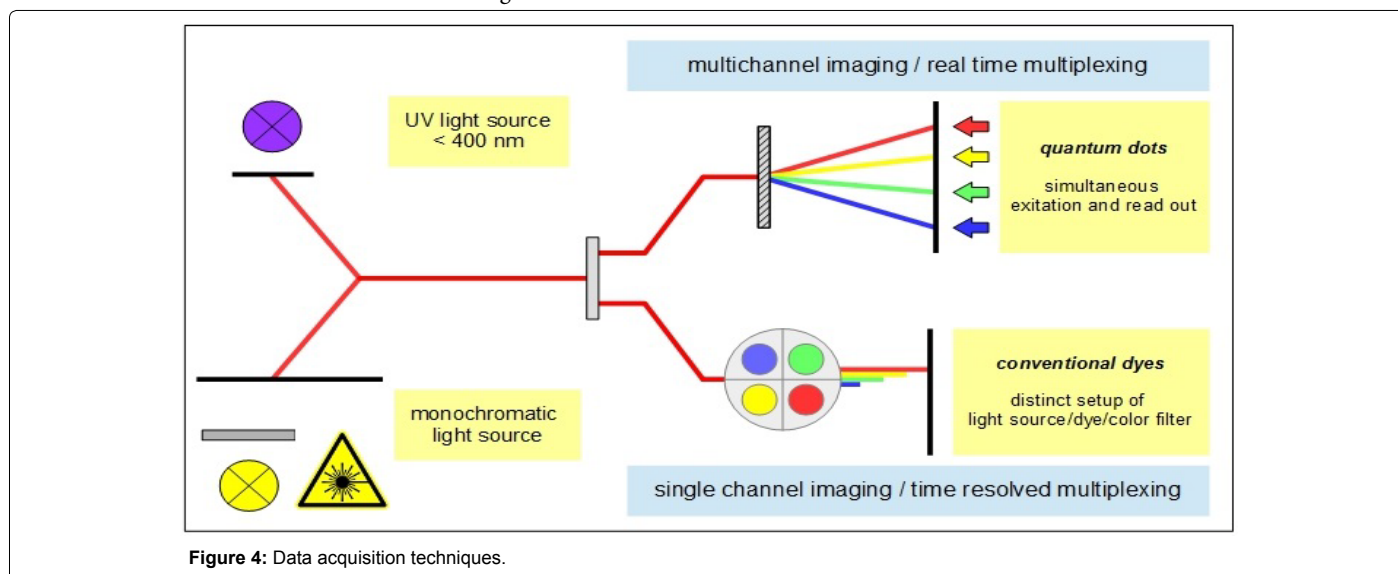 multichannel imaging / real time multiplexing
UV light source
< 400 nm
quantum dots
simultaneous
exitation and read out
monochromatic
light source
conventional dyes
distinct setup of
light source/dye/color filter
single channel imaging / time resolved multiplexing
Figure 4: Data acquisition techniques.